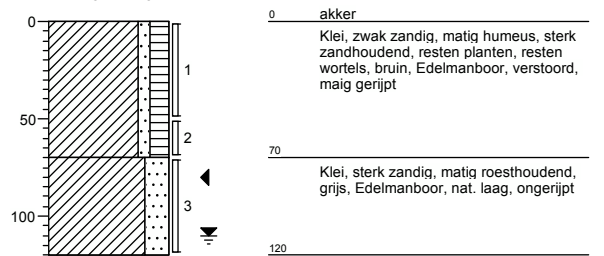 0
50
100
1
2
3
0 akker
Klei, zwak zandig, matig humeus, sterk
zandhoudend, resten planten, resten
wortels, bruin, Edelmanboor, verstoord,
maig gerijpt
70
Klei, sterk zandig, matig roesthoudend,
grijs, Edelmanboor, nat. laag, ongerijpt
120